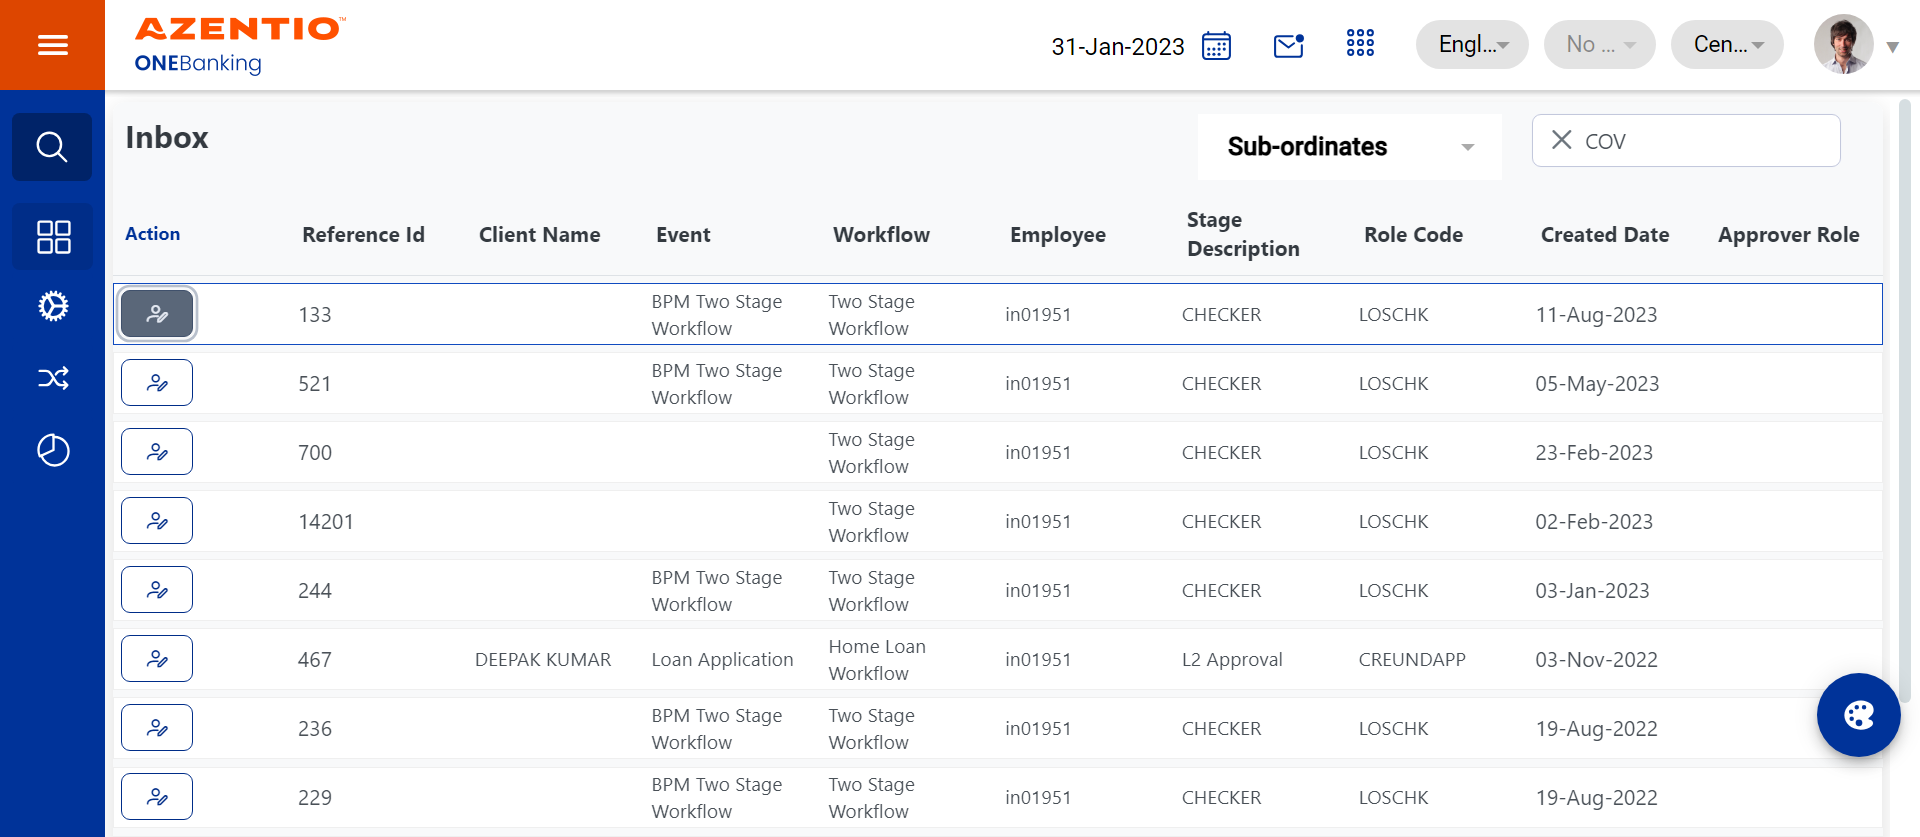 AZENTIO™
ONEBanking
31-Jan-2023
Engl...
No ...
Cen...
Inbox
Sub-ordinates
COV
Action
Reference Id
Client Name
Event
Workflow
Employee
Stage
Description
Role Code
Created Date
Approver Role
133
BPM Two Stage
Workflow
Two Stage
Workflow
in01951
CHECKER
LOSCHK
11-Aug-2023
521
BPM Two Stage
Workflow
Two Stage
Workflow
in01951
CHECKER
LOSCHK
05-May-2023
700
Two Stage
Workflow
in01951
CHECKER
LOSCHK
23-Feb-2023
14201
Two Stage
Workflow
in01951
CHECKER
LOSCHK
02-Feb-2023
244
BPM Two Stage
Workflow
Two Stage
Workflow
in01951
CHECKER
LOSCHK
03-Jan-2023
467
DEEPAK KUMAR
Loan Application
Home Loan
Workflow
in01951
L2 Approval
CREUNDAPP
03-Nov-2022
236
BPM Two Stage
Workflow
Two Stage
Workflow
in01951
CHECKER
LOSCHK
19-Aug-2022
229
BPM Two Stage
Workflow
Two Stage
Workflow
in01951
CHECKER
LOSCHK
19-Aug-2022